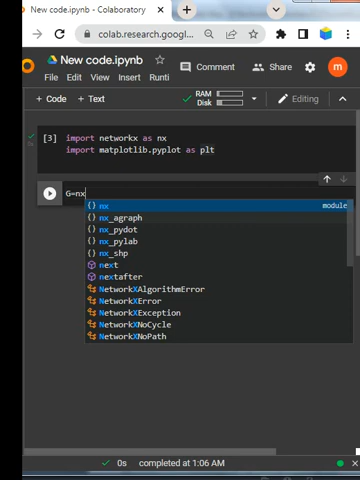 New code.ipynb - Colaboratory
colab.research.google...
New code.ipynb
File Edit View Insert Runti
Comment Share m
+ Code + Text RAM Disk Editing
[3] import networkx as nx
import matplotlib.pyplot as plt
G=nx
nx module
nx_agraph
nx_pydot
nx_pylab
nx_shp
next
nextafter
NetworkXAlgorithmError
NetworkXError
NetworkXException
NetworkXNoCycle
NetworkXNoPath
0s completed at 1:06 AM